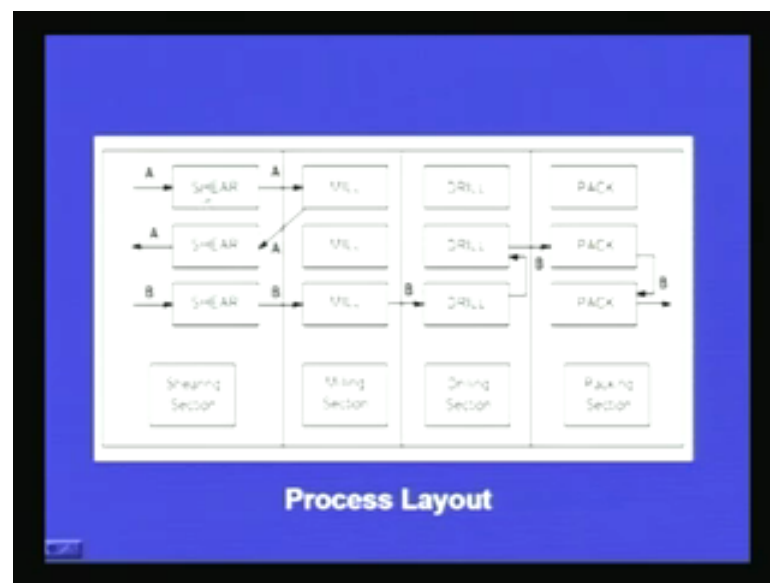 A
A
SHEAR
MILL
DRILL
PACK
A
A
SHEAR
MILL
DRILL
PACK
B
B
B
B
B
SHEAR
MILL
DRILL
PACK
Shearing
Section
Milling
Section
Drilling
Section
Packing
Section
Process Layout